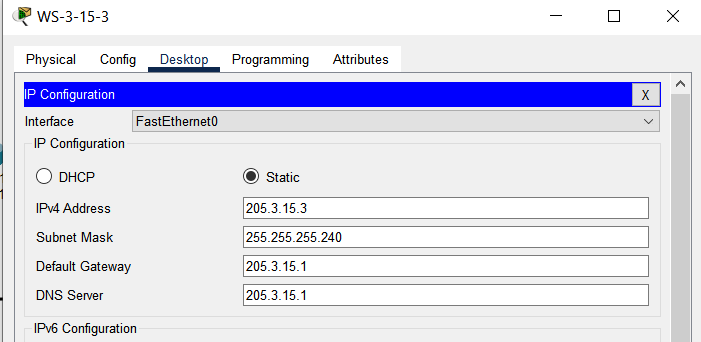 WS-3-15-3
Physical Config Desktop Programming Attributes
IP Configuration X
Interface FastEthernet0
IP Configuration
DHCP Static
IPv4 Address 205.3.15.3
Subnet Mask 255.255.255.240
Default Gateway 205.3.15.1
DNS Server 205.3.15.1
IPv6 Configuration